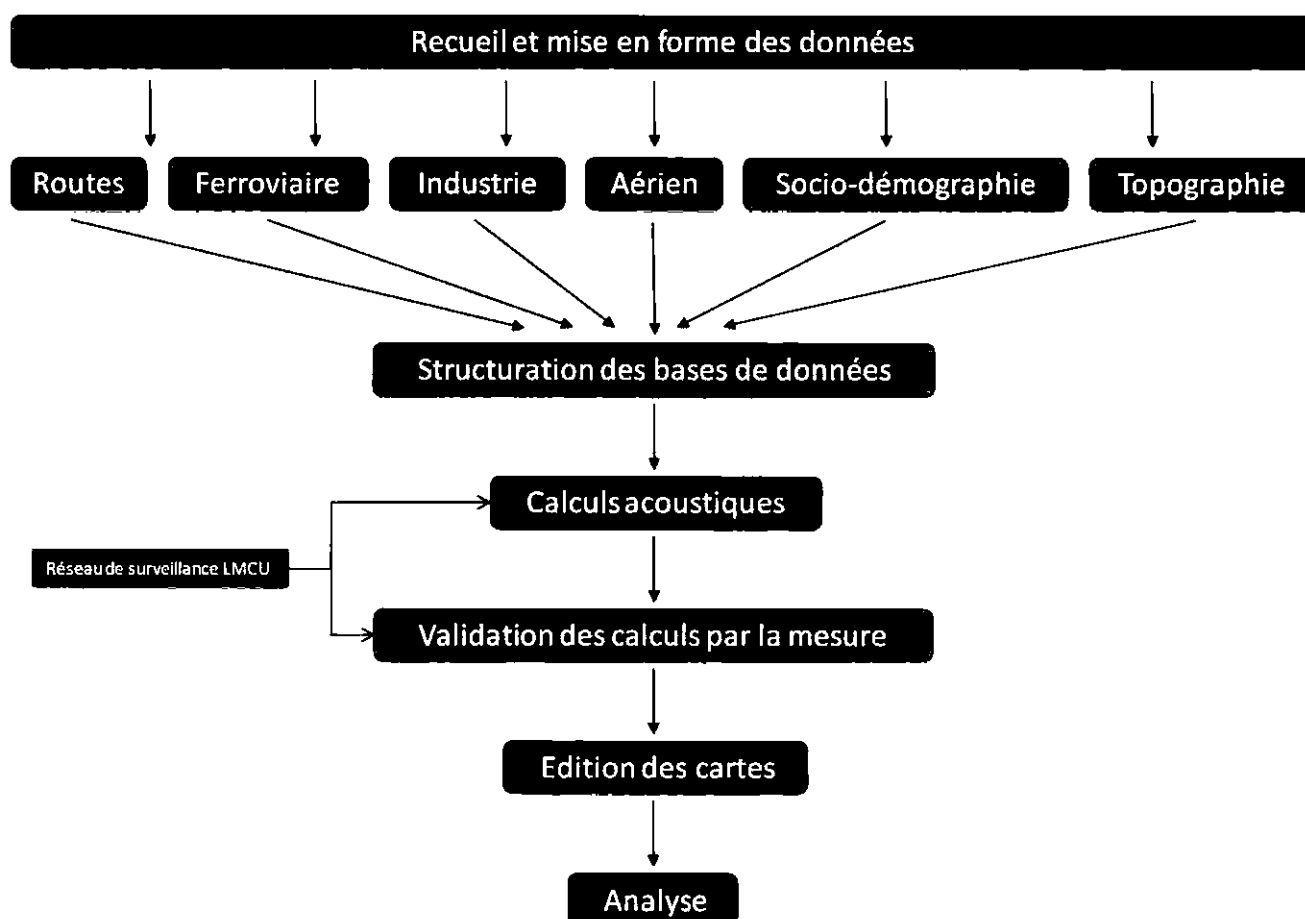 Recueil et mise en forme des données
Routes
Ferroviaire
Industrie
Aérien
Socio-démographie
Topographie
Structuration des bases de données
Calculs acoustiques
Réseau de surveillance LMCU
Validation des calculs par la mesure
Edition des cartes
Analyse